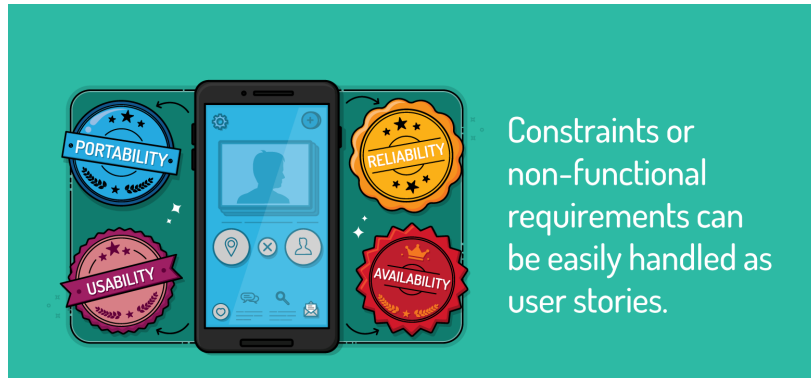 PORTABILITY
RELIABILITY
USABILITY
AVAILABILITY
Constraints or
non-functional
requirements can
be easily handled as
user stories.